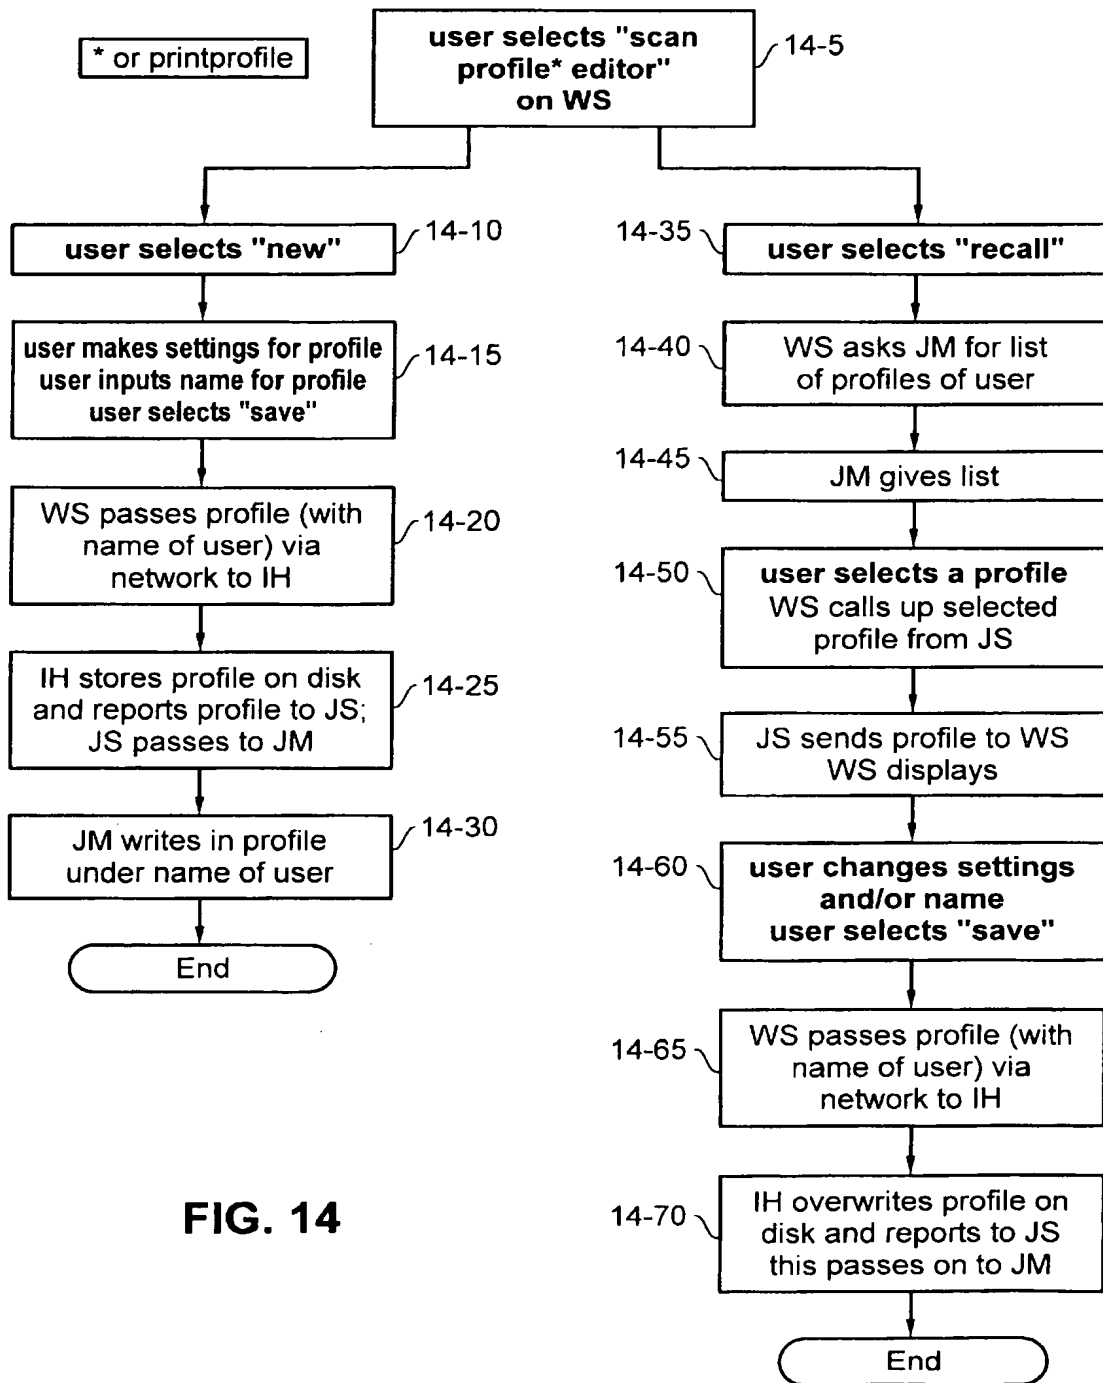 * or printprofile
user selects "scan
profile* editor"
on WS
14-5
user selects "new"
14-10
user makes settings for profile
user inputs name for profile
user selects "save"
14-15
WS passes profile (with
name of user) via
network to IH
14-20
IH stores profile on disk
and reports profile to JS;
JS passes to JM
14-25
JM writes in profile
under name of user
14-30
End
14-35
user selects "recall"
14-40
WS asks JM for list
of profiles of user
14-45
JM gives list
14-50
user selects a profile
WS calls up selected
profile from JS
14-55
JS sends profile to WS
WS displays
14-60
user changes settings
and/or name
user selects "save"
14-65
WS passes profile (with
name of user) via
network to IH
14-70
IH overwrites profile on
disk and reports to JS
this passes on to JM
End
FIG. 14